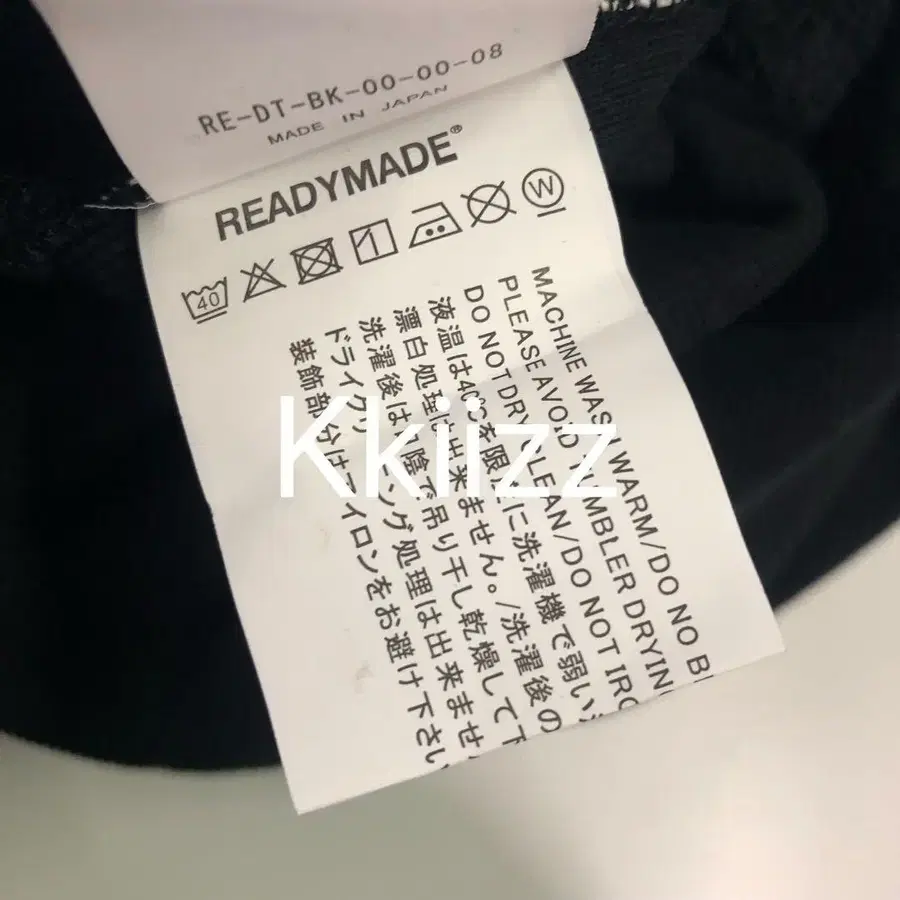 RE-DT-BK-00-00-08
MADE IN JAPAN
READYMADE®
40
W
MACHINE WASH WARM/DO NO
PLEASE AVOID TUMBLER DRYING
DO NOT DRY CLEAN/DO NOT
液温は40℃を限度に洗濯機で弱い
漂白処理は出来ません。/洗濯後の
洗濯後は日陰で吊り干し乾燥して下
ドライクリーニング処理は出来ません
装飾部分はアイロンをお避け下さい
Kkiizz